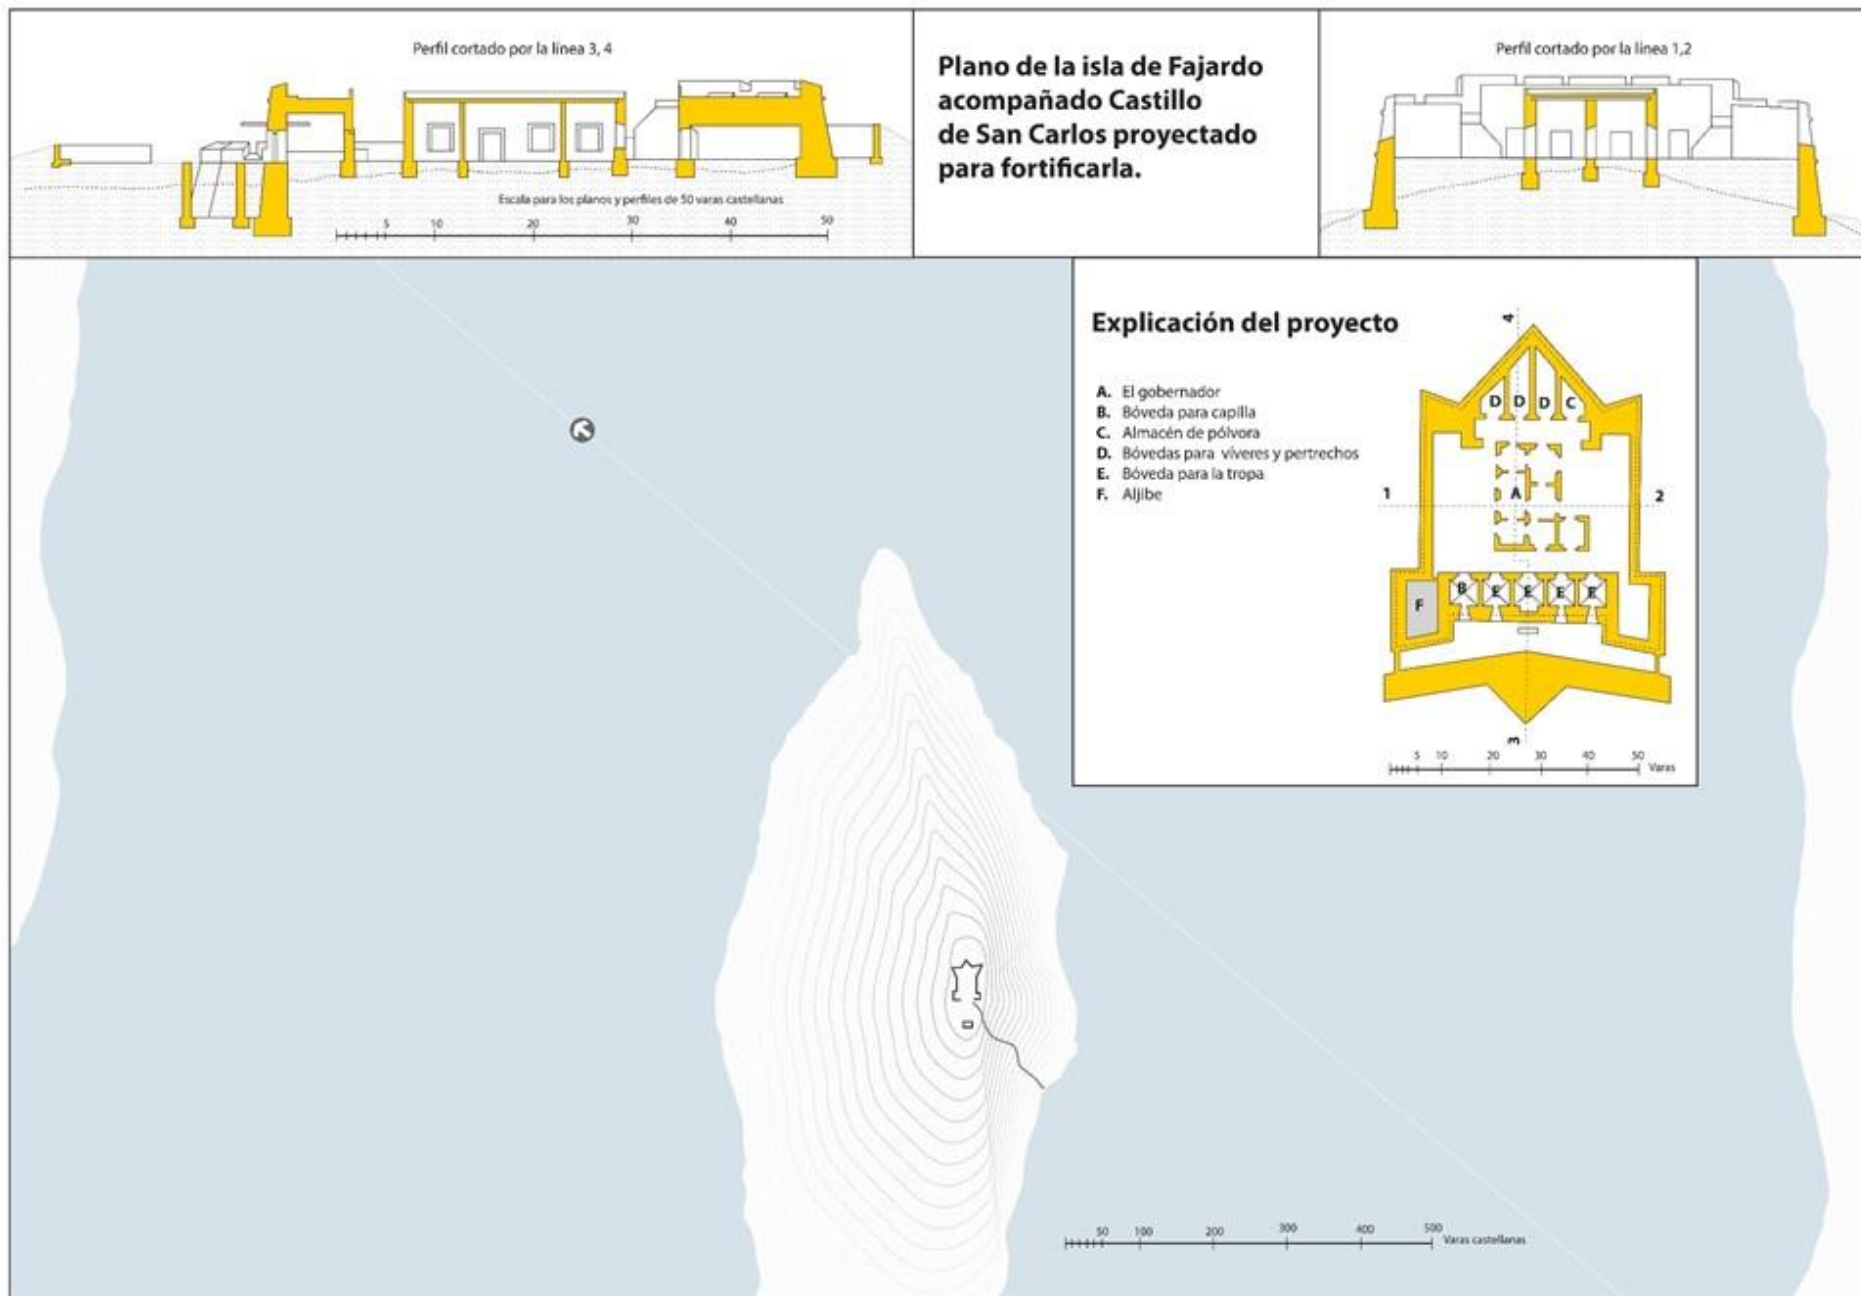 Perfil cortado por la línea 3, 4
Escala para los planos y perfiles de 50 varas castellanas
5 10 20 30 40 50
Plano de la isla de Fajardo
acompañado Castillo
de San Carlos proyectado
para fortificarla.
Perfil cortado por la línea 1,2
Explicación del proyecto
A. El gobernador
B. Bóveda para capilla
C. Almacén de pólvora
D. Bóvedas para víveres y pertrechos
E. Bóveda para la tropa
F. Aljibe
4
D D D C
1 A 2
B E E E E
F
3
5 10 20 30 40 50
Varas
50 100 200 300 400 500
Varas castellanas